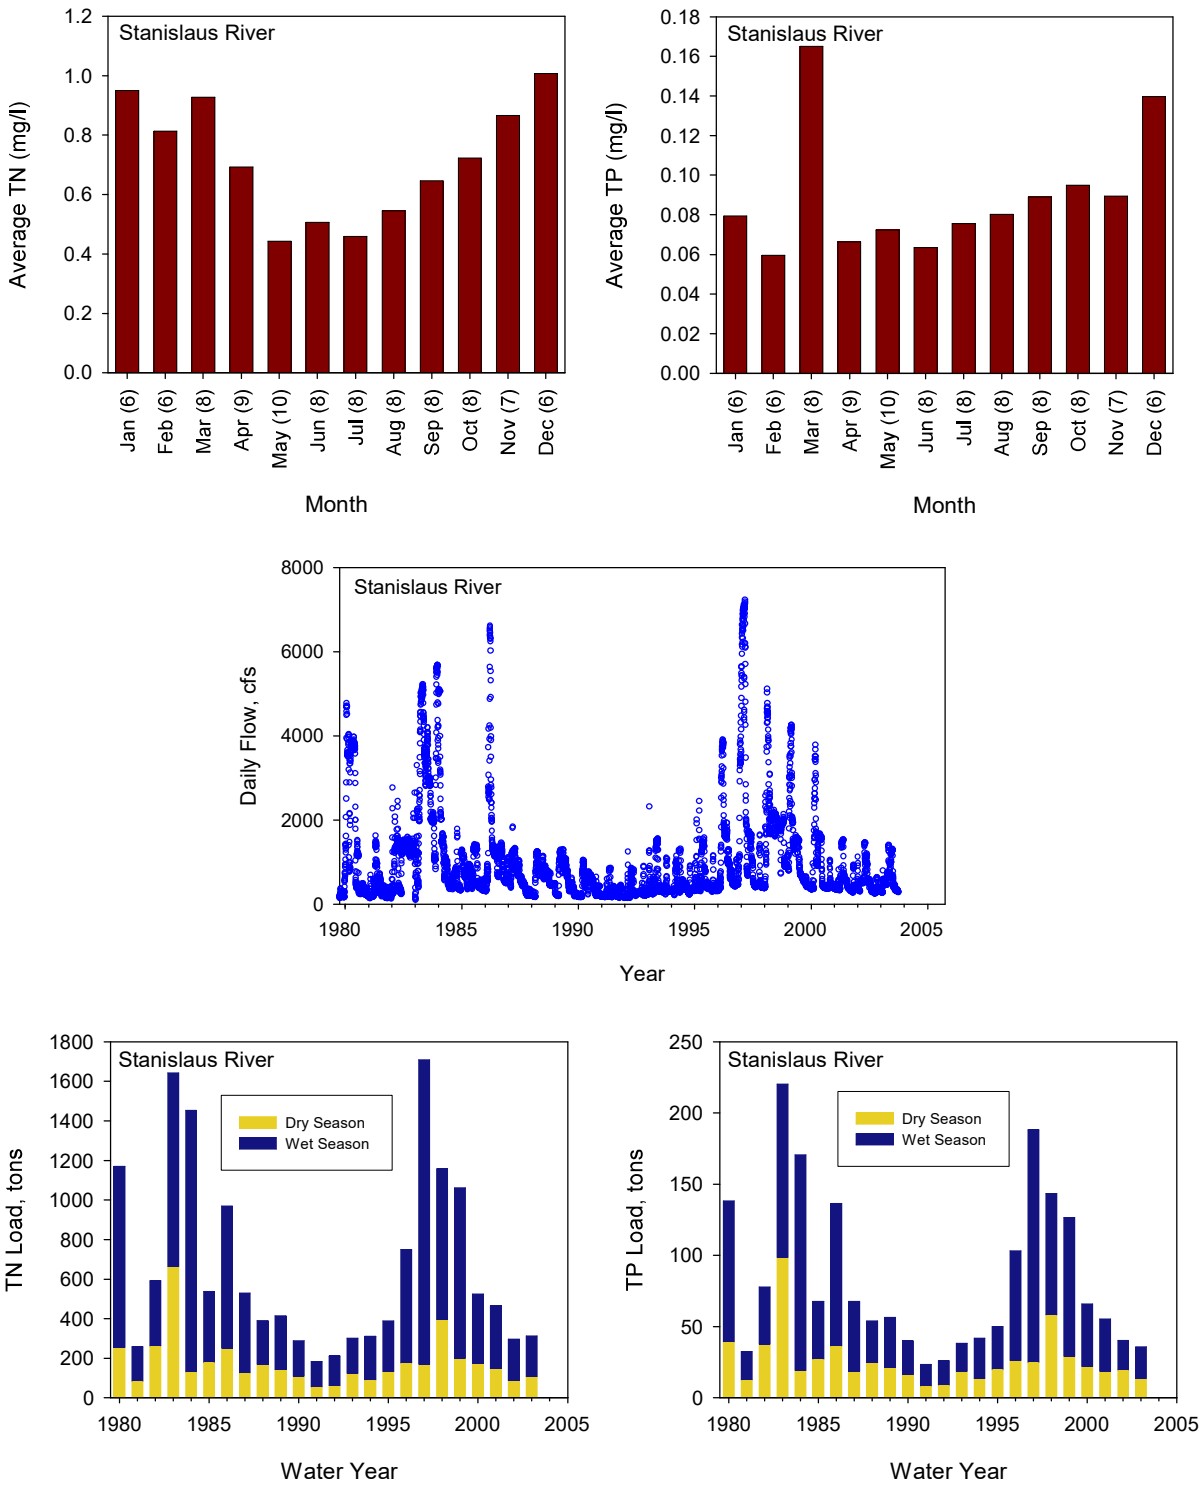 Stanislaus River
Average TN (mg/l)
1.2
1.0
0.8
0.6
0.4
0.2
0.0
Jan (6)
Feb (6)
Mar (8)
Apr (9)
May (10)
Jun (8)
Jul (8)
Aug (8)
Sep (8)
Oct (8)
Nov (7)
Dec (6)
Month
Stanislaus River
Average TP (mg/l)
0.18
0.16
0.14
0.12
0.10
0.08
0.06
0.04
0.02
0.00
Jan (6)
Feb (6)
Mar (8)
Apr (9)
May (10)
Jun (8)
Jul (8)
Aug (8)
Sep (8)
Oct (8)
Nov (7)
Dec (6)
Month
Stanislaus River
Daily Flow, cfs
8000
6000
4000
2000
0
1980 1985 1990 1995 2000 2005
Year
Stanislaus River
Dry Season
Wet Season
TN Load, tons
1800
1600
1400
1200
1000
800
600
400
200
0
1980 1985 1990 1995 2000 2005
Water Year
Stanislaus River
Dry Season
Wet Season
TP Load, tons
250
200
150
100
50
0
1980 1985 1990 1995 2000 2005
Water Year